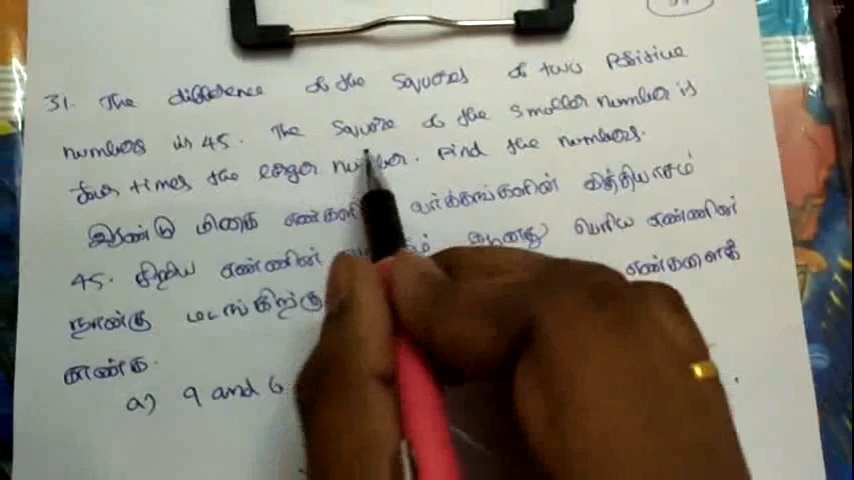 31. The difference of the squares of two positive
numbers is 45. The square of the smaller number is
four times the larger number. Find the numbers.
இரண்டு மிகை எண்களின் வர்க்கங்களின் வித்தியாசம்
45. சிறிய எண்ணின் பெரிய எண்ணின்
நான்கு மடங்கிற்கு எண்களைக்
காண்க.
a) 9 and 6